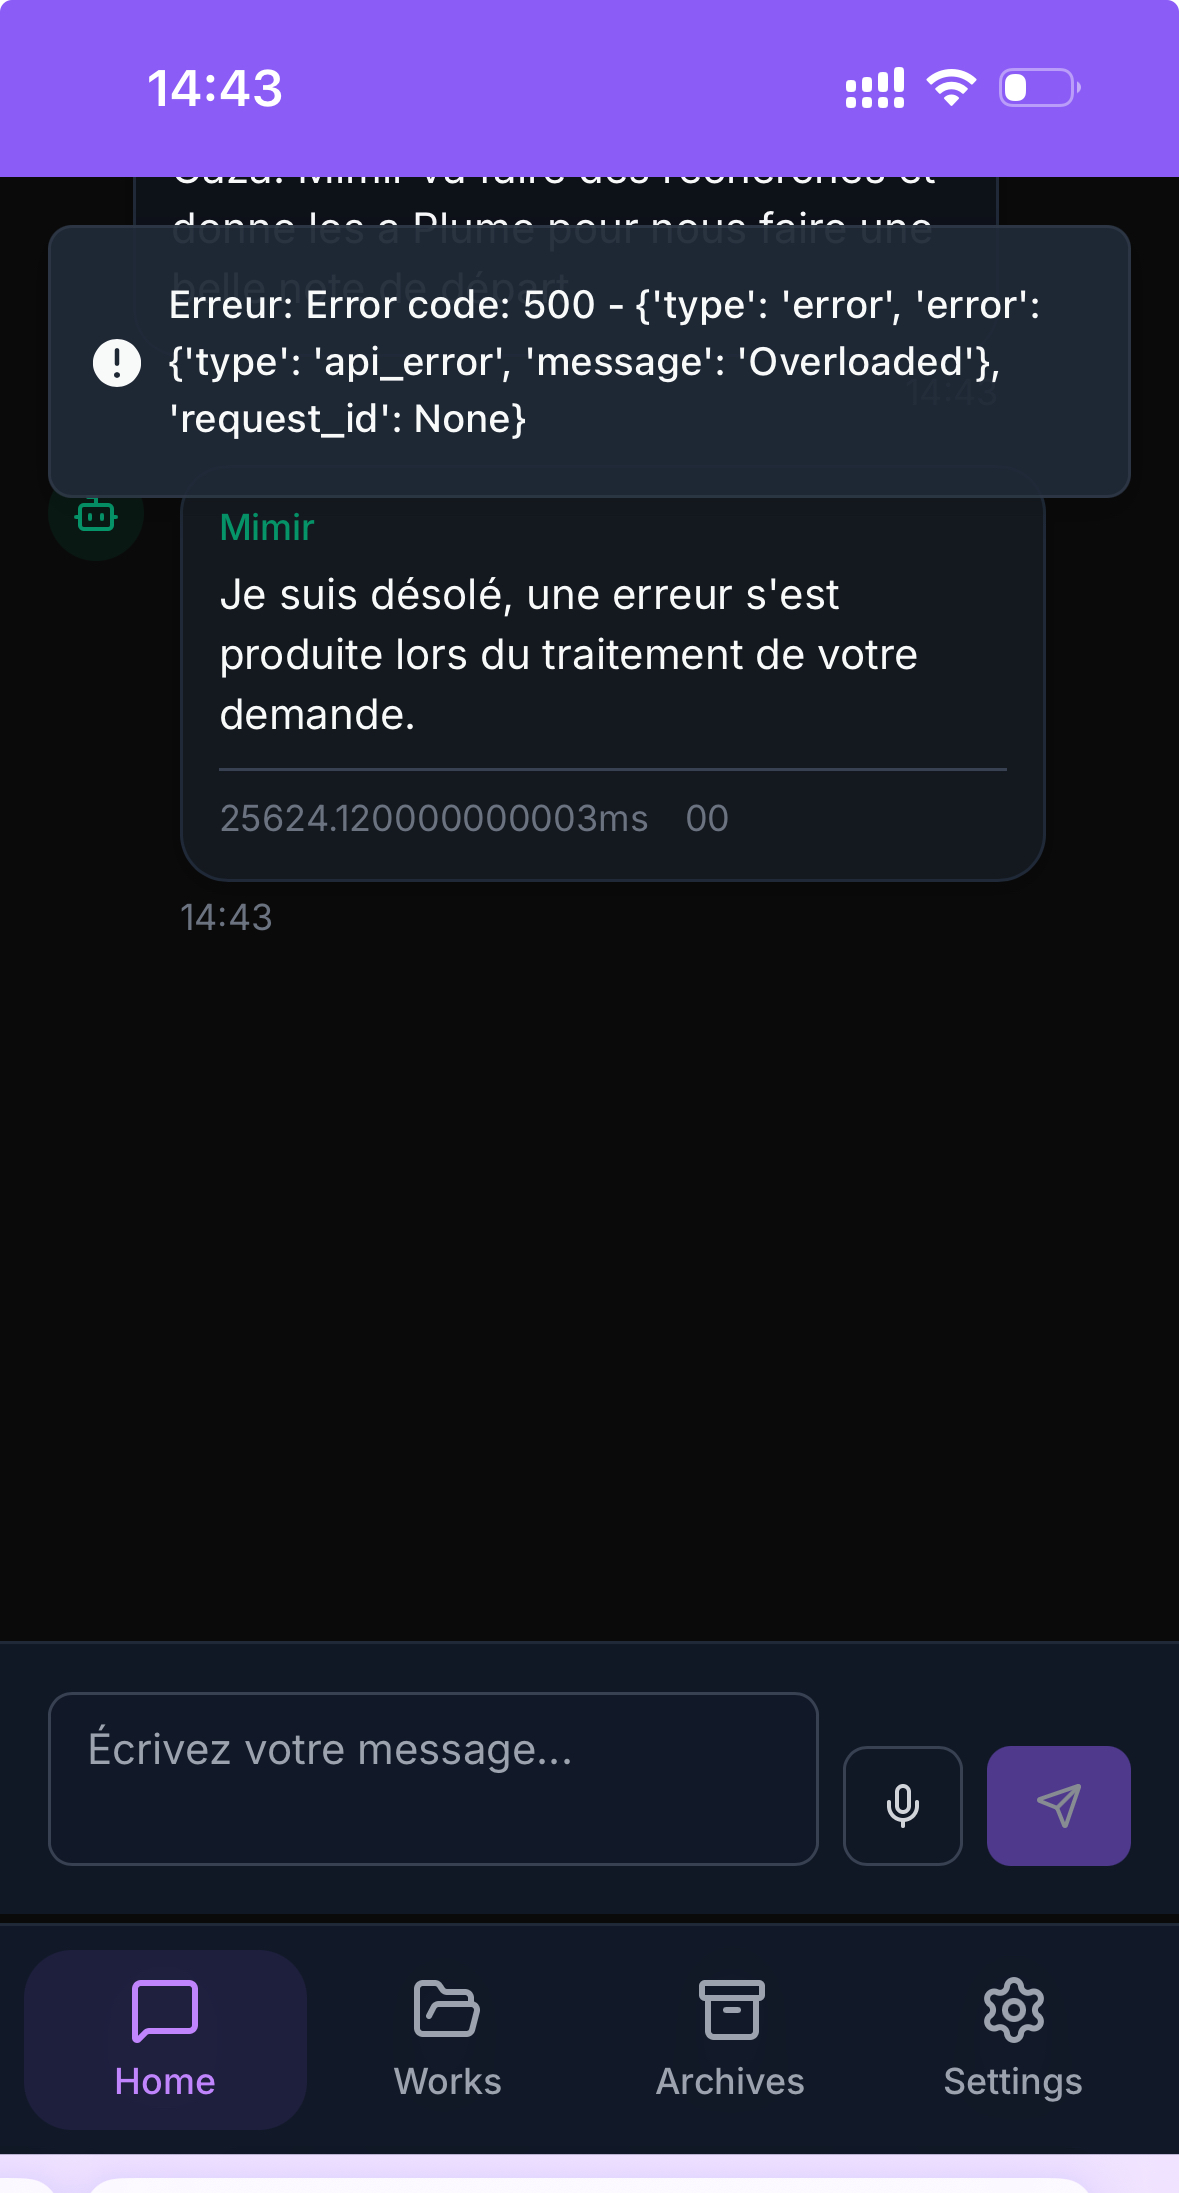 14:43
Gaza. Mimir va faire des recherches et
donne les a Plume pour nous faire une
belle note de départ
Erreur: Error code: 500 - {'type': 'error', 'error':
{'type': 'api_error', 'message': 'Overloaded'},
'request_id': None}
14:43
Mimir
Je suis désolé, une erreur s'est
produite lors du traitement de votre
demande.
25624.120000000003ms 00
14:43
Écrivez votre message...
Home Works Archives Settings